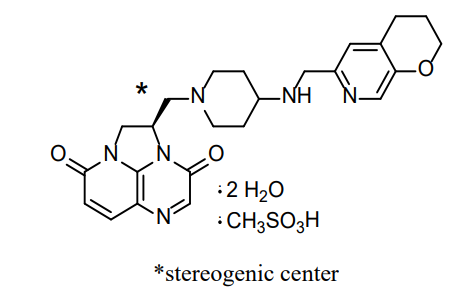 O
*
N
NH
N
O
O
N
N
O
N
:2 H₂O
:CH₃SO₃H
*stereogenic center